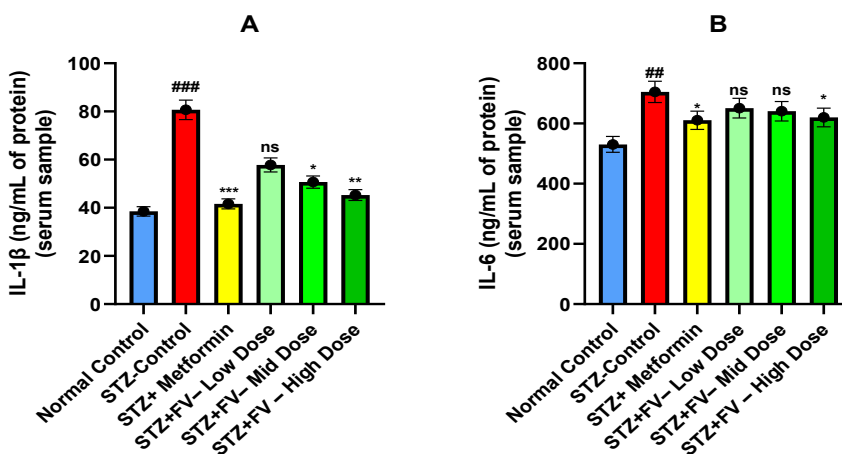 A
IL-1β (ng/mL of protein)
(serum sample)
100
80
60
40
20
0
###
***
ns
*
**
Normal Control
STZ-Control
STZ+ Metformin
STZ+FV– Low Dose
STZ+FV– Mid Dose
STZ+FV – High Dose
B
IL-6 (ng/mL of protein)
(serum sample)
800
600
400
200
0
##
*
ns
ns
*
Normal Control
STZ-Control
STZ+ Metformin
STZ+FV– Low Dose
STZ+FV– Mid Dose
STZ+FV – High Dose